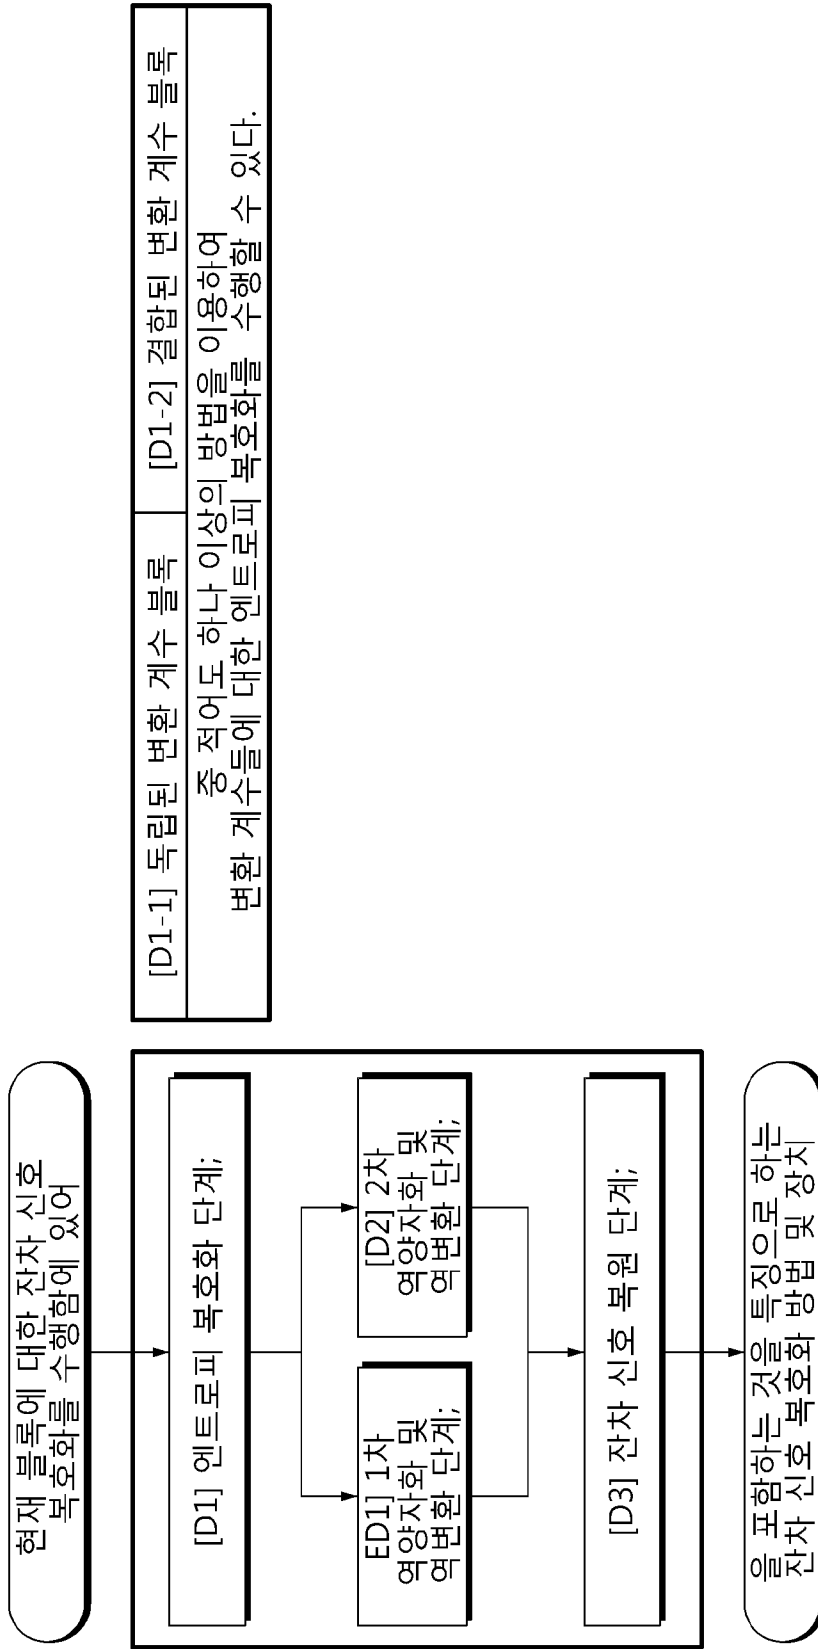 현재 블록에 대한 잔차 신호
복호화를 수행함에 있어
[D1] 엔트로피 복호화 단계;
ED1] 1차
역양자화 및
역변환 단계;
[D2] 2차
역양자화 및
역변환 단계;
[D3] 잔차 신호 복원 단계;
을 포함하는 것을 특징으로 하는
잔차 신호 복호화 방법 및 장치
[D1-1] 독립된 변환 계수 블록
[D1-2] 결합된 변환 계수 블록
중 적어도 하나 이상의 방법을 이용하여
변환 계수들에 대한 엔트로피 복호화를 수행할 수 있다.